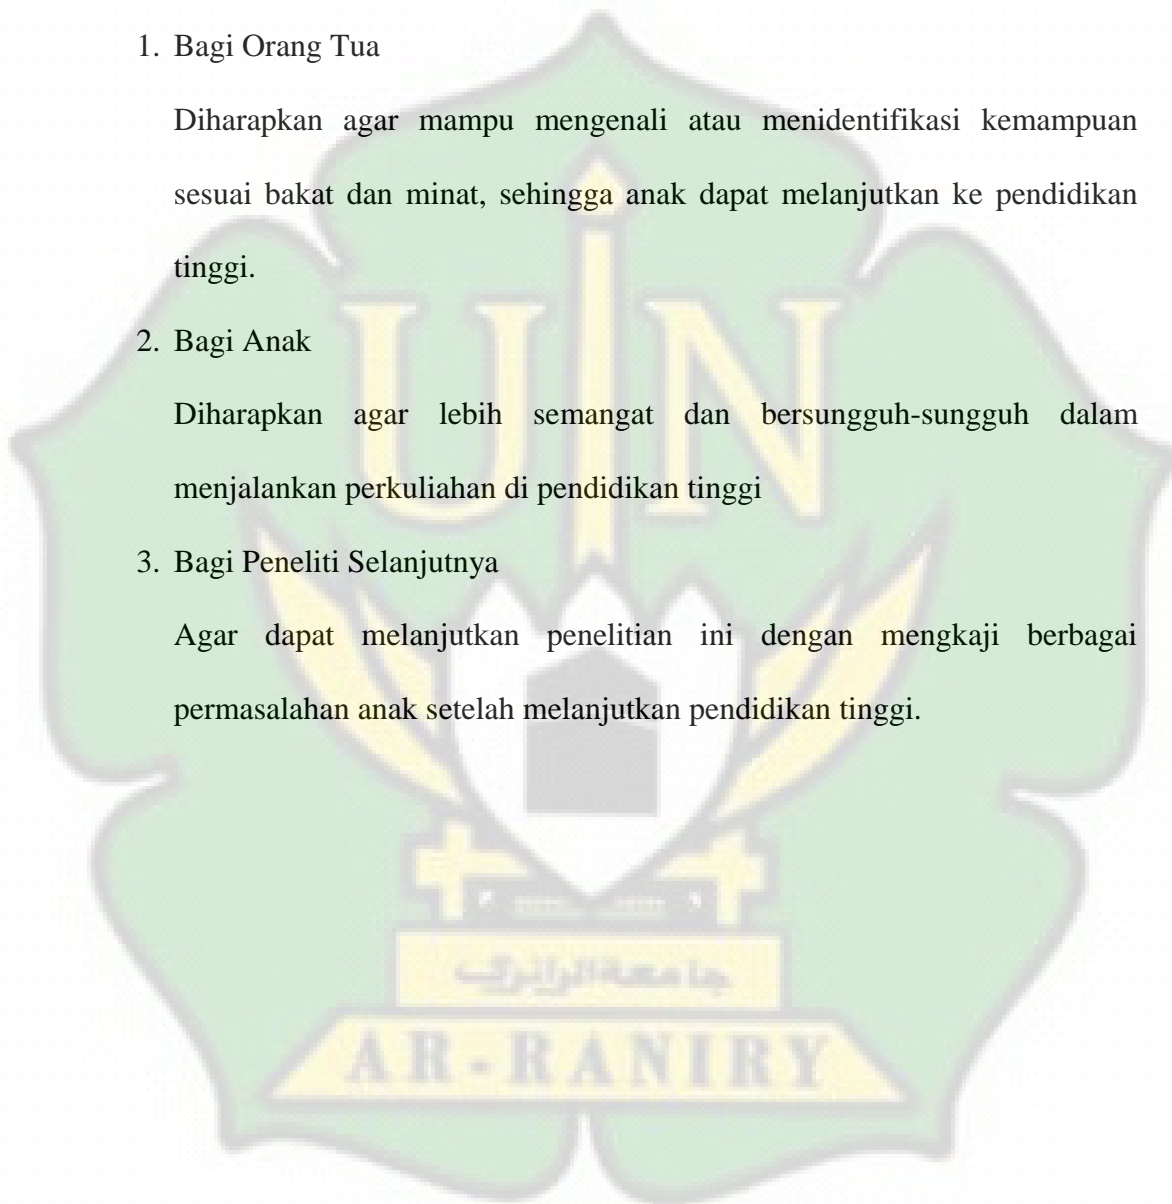 1. Bagi Orang Tua
Diharapkan agar mampu mengenali atau menidentifikasi kemampuan
sesuai bakat dan minat, sehingga anak dapat melanjutkan ke pendidikan
tinggi.
2. Bagi Anak
Diharapkan agar lebih semangat dan bersungguh-sungguh dalam
menjalankan perkuliahan di pendidikan tinggi
3. Bagi Peneliti Selanjutnya
Agar dapat melanjutkan penelitian ini dengan mengkaji berbagai
permasalahan anak setelah melanjutkan pendidikan tinggi.
UIN
جامعة الرانري
AR-RANIRY